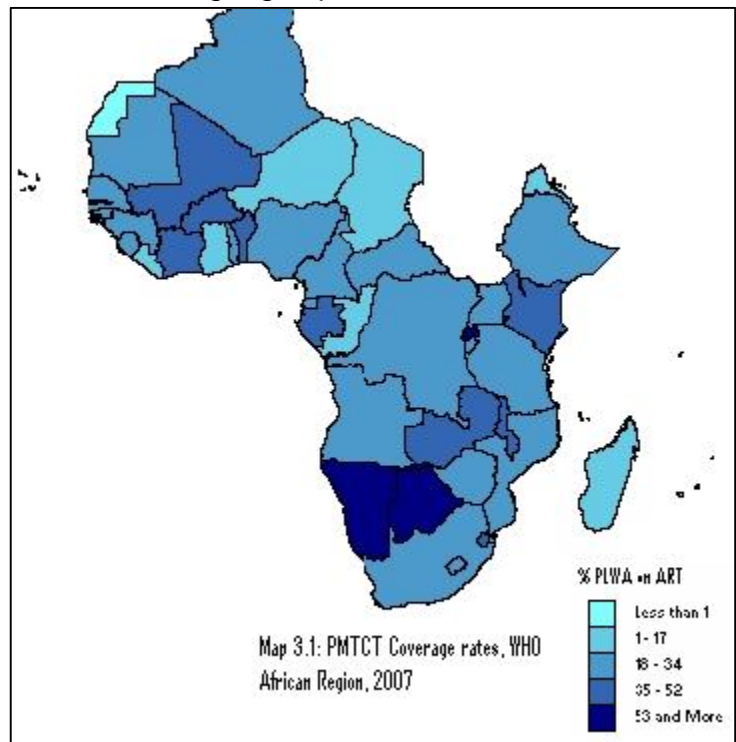 Map 3.1: PMTCT Coverage rates, WHO
African Region, 2007
% PLWA on ART
Less than 1
1 - 17
18 - 34
35 - 52
53 and More